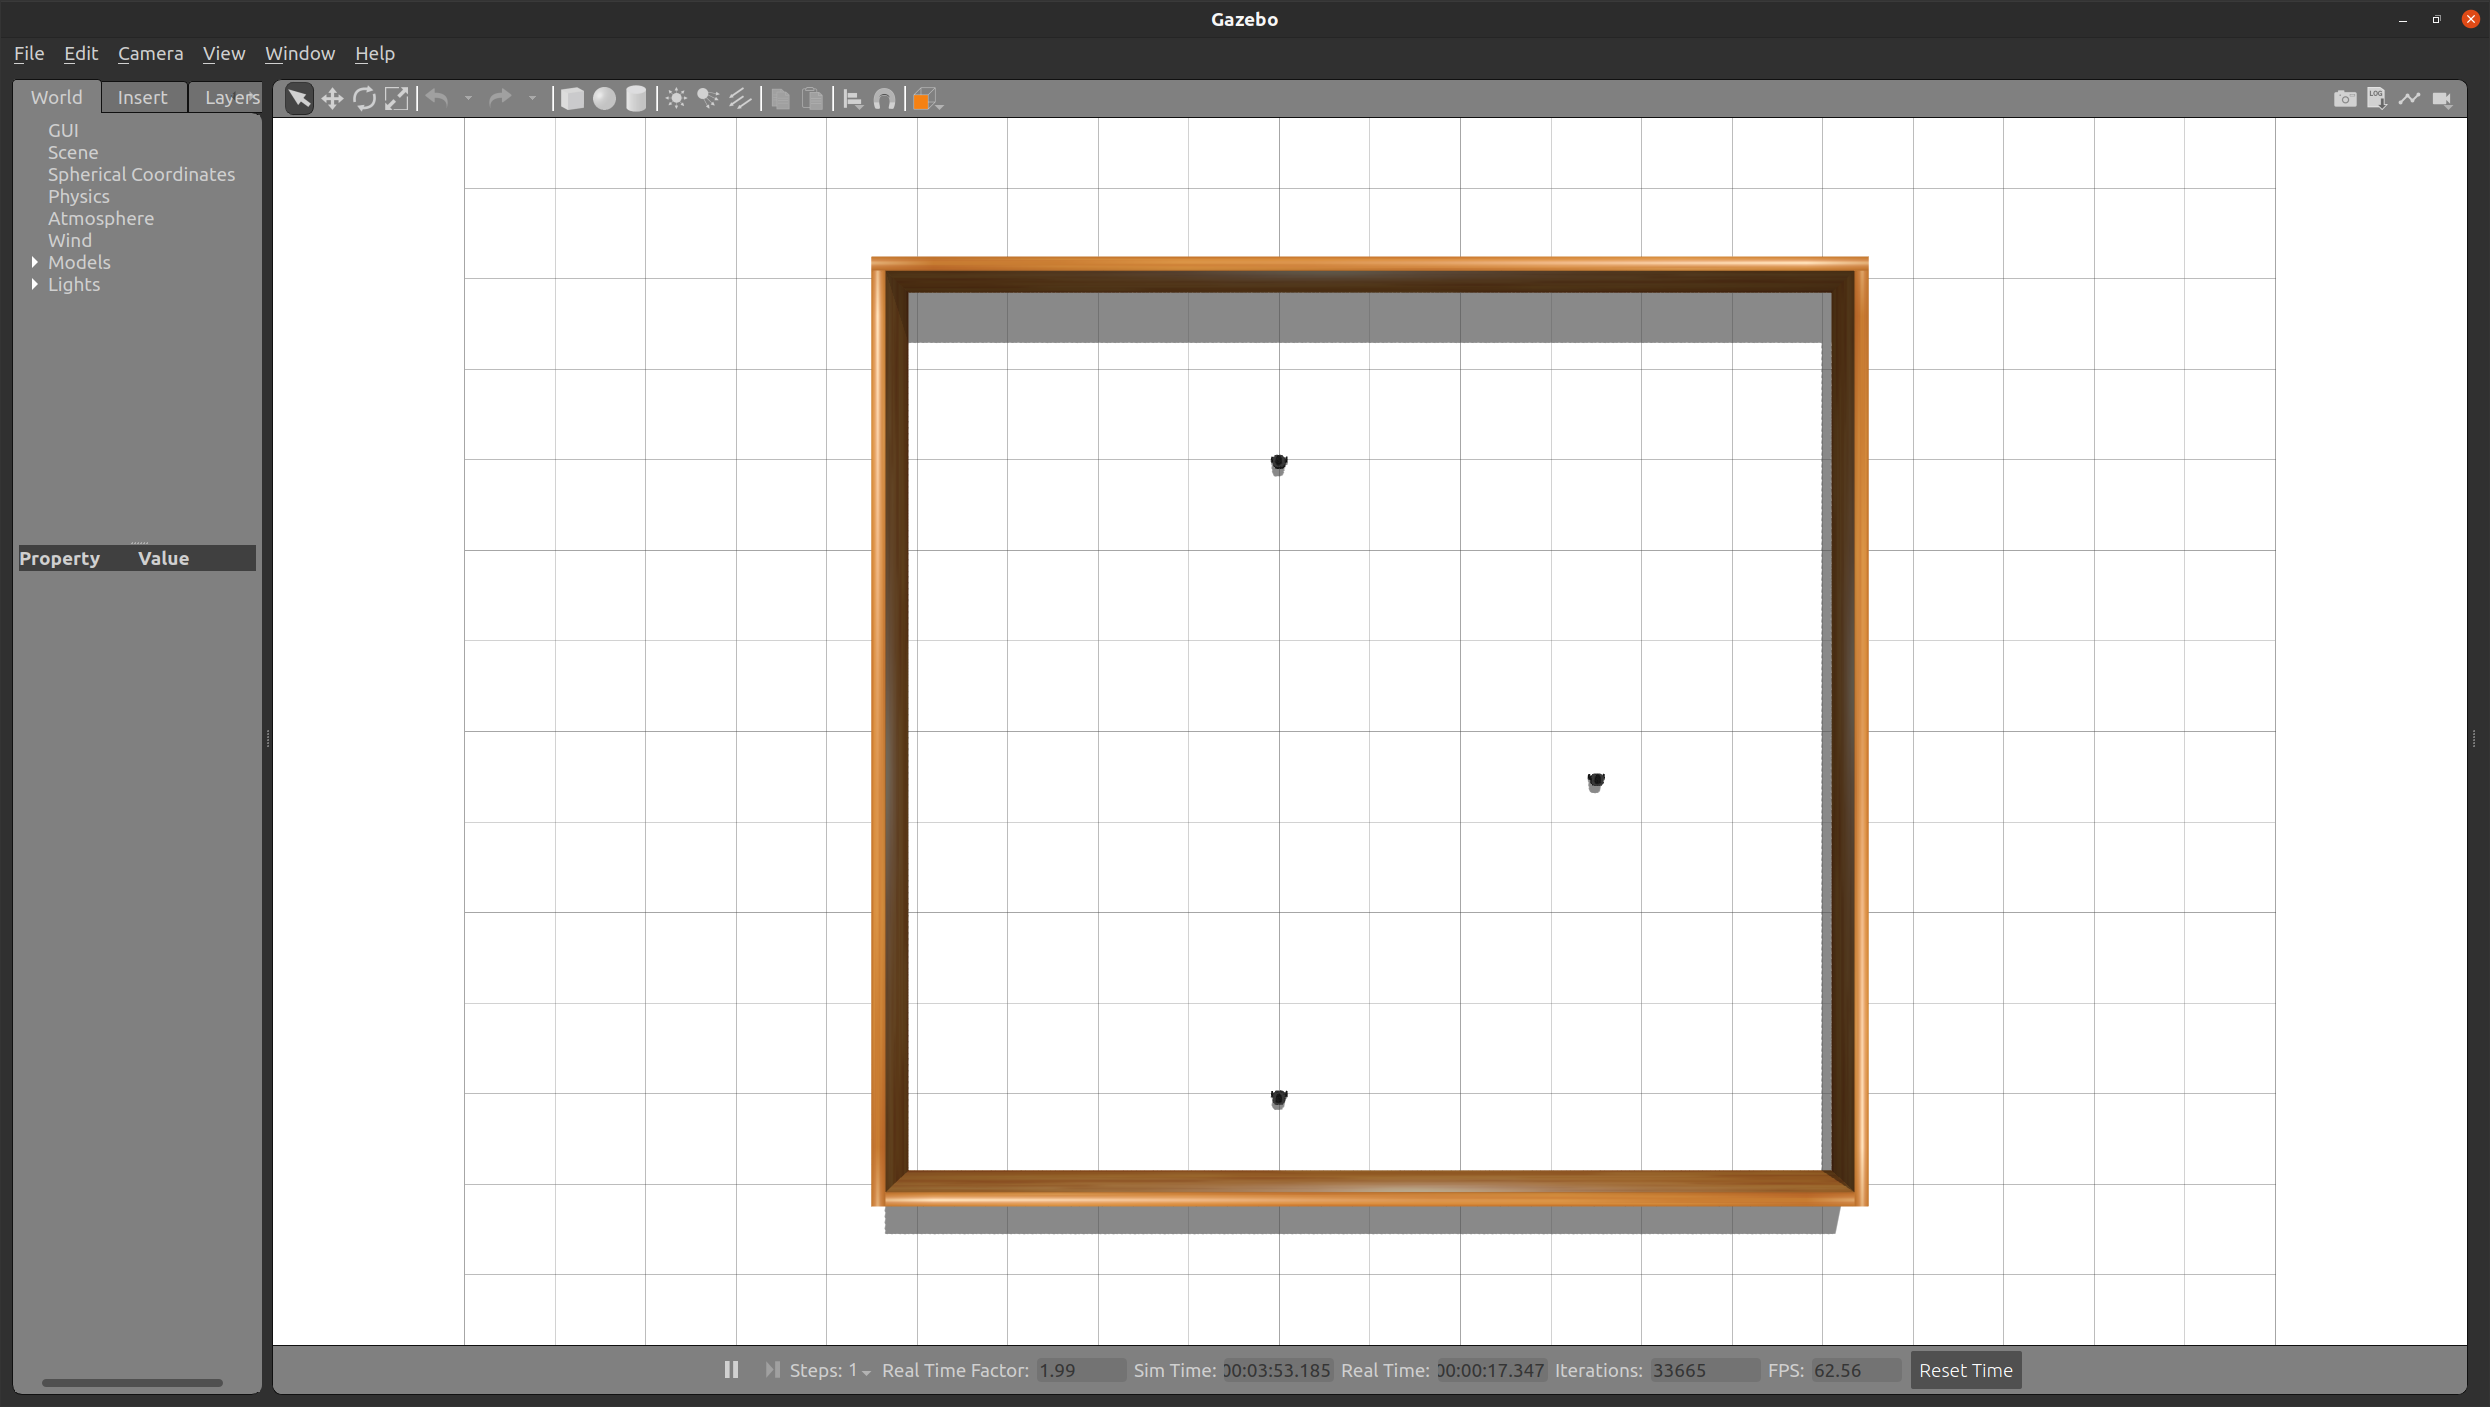 Gazebo
File Edit Camera View Window Help
World Insert Layers
GUI
Scene
Spherical Coordinates
Physics
Atmosphere
Wind
Models
Lights
LOG
Property Value
Steps: 1 Real Time Factor: 1.99 Sim Time: 00:03:53.185 Real Time: 00:00:17.347 Iterations: 33665 FPS: 62.56 Reset Time